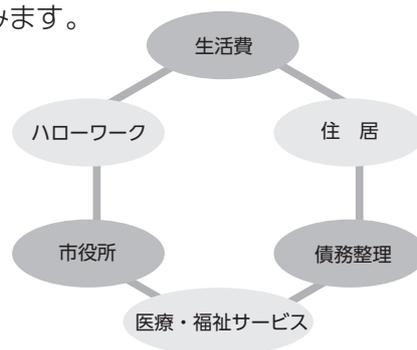 みます。
生活費
ハローワーク
住　居
市役所
債務整理
医療・福祉サービス